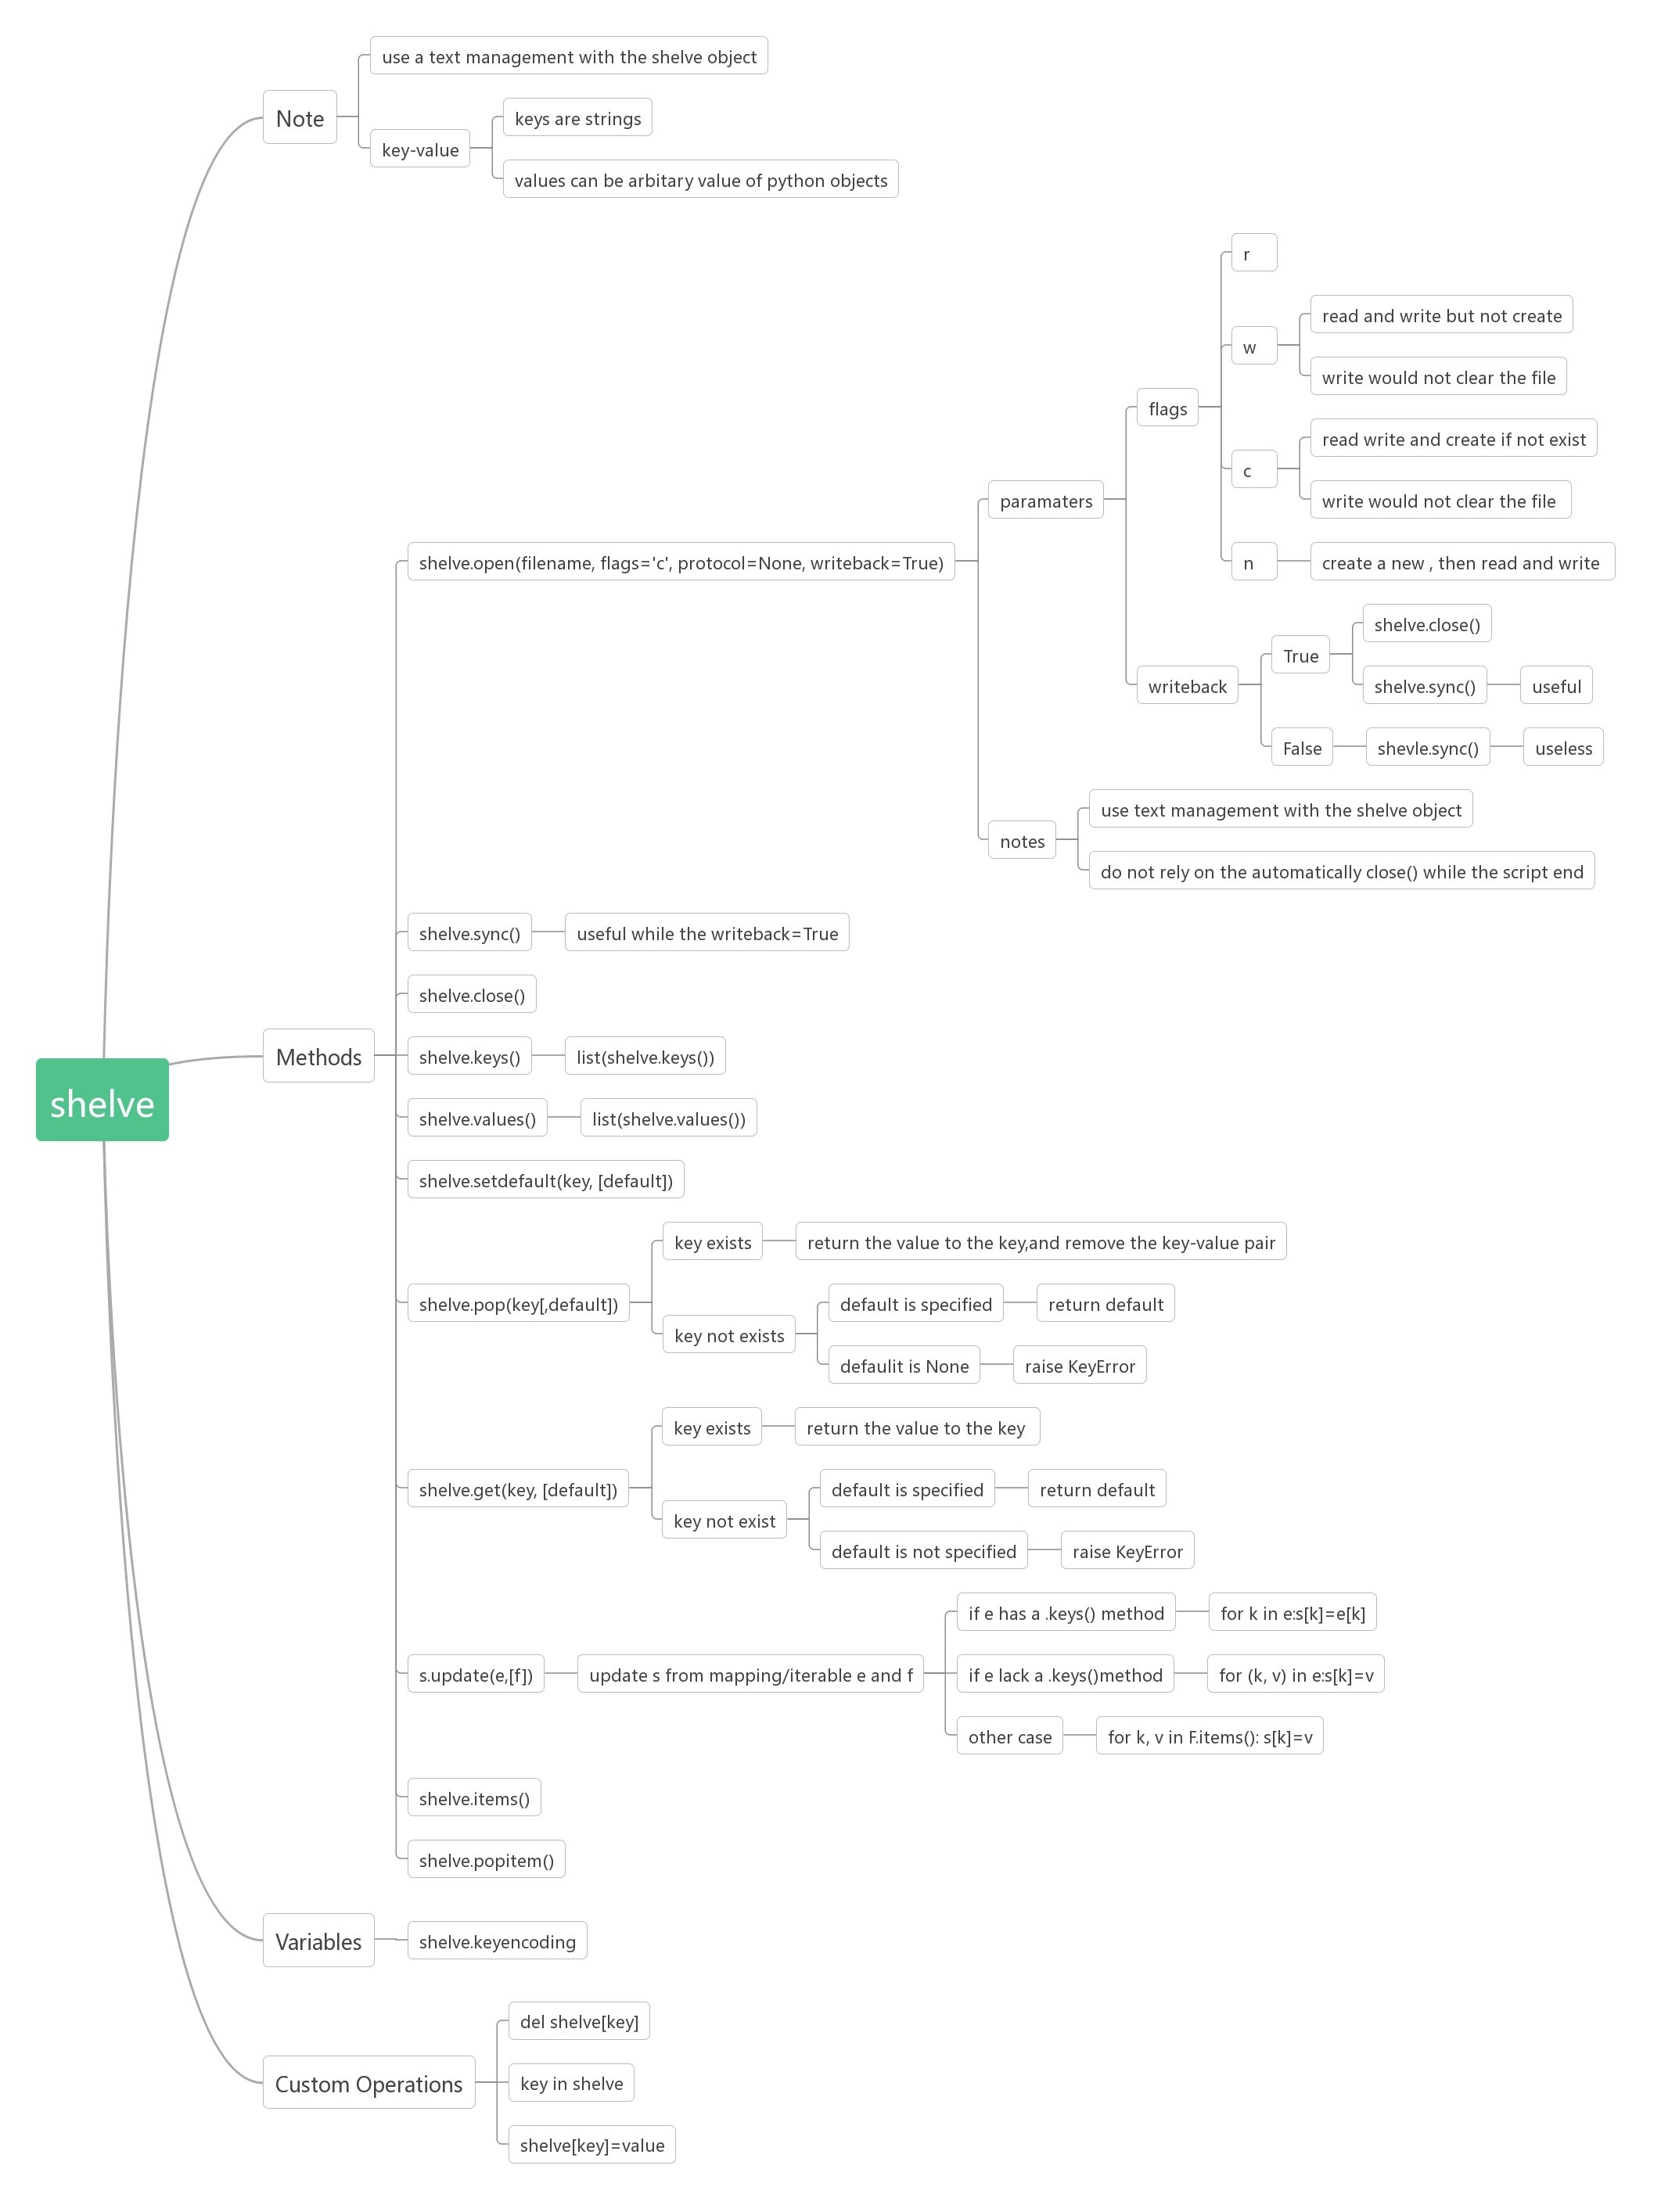 shelve
Note
use a text management with the shelve object
key-value
keys are strings
values can be arbitary value of python objects
Methods
shelve.open(filename, flags='c', protocol=None, writeback=True)
paramaters
flags
r
w
read and write but not create
write would not clear the file
c
read write and create if not exist
write would not clear the file
n
create a new , then read and write
writeback
True
shelve.close()
shelve.sync()
useful
False
shevle.sync()
useless
notes
use text management with the shelve object
do not rely on the automatically close() while the script end
shelve.sync()
useful while the writeback=True
shelve.close()
shelve.keys()
list(shelve.keys())
shelve.values()
list(shelve.values())
shelve.setdefault(key, [default])
shelve.pop(key[,default])
key exists
return the value to the key,and remove the key-value pair
key not exists
default is specified
return default
defaulit is None
raise KeyError
shelve.get(key, [default])
key exists
return the value to the key
key not exist
default is specified
return default
default is not specified
raise KeyError
s.update(e,[f])
update s from mapping/iterable e and f
if e has a .keys() method
for k in e:s[k]=e[k]
if e lack a .keys()method
for (k, v) in e:s[k]=v
other case
for k, v in F.items(): s[k]=v
shelve.items()
shelve.popitem()
Variables
shelve.keyencoding
Custom Operations
del shelve[key]
key in shelve
shelve[key]=value